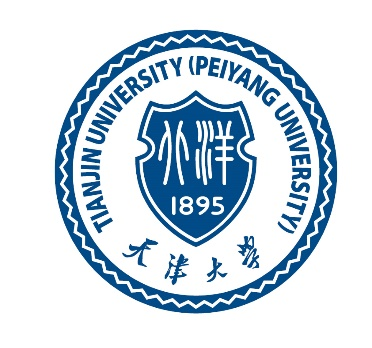 TIANJIN UNIVERSITY (PEIYANG UNIVERSITY)
北洋
1895
天津大学